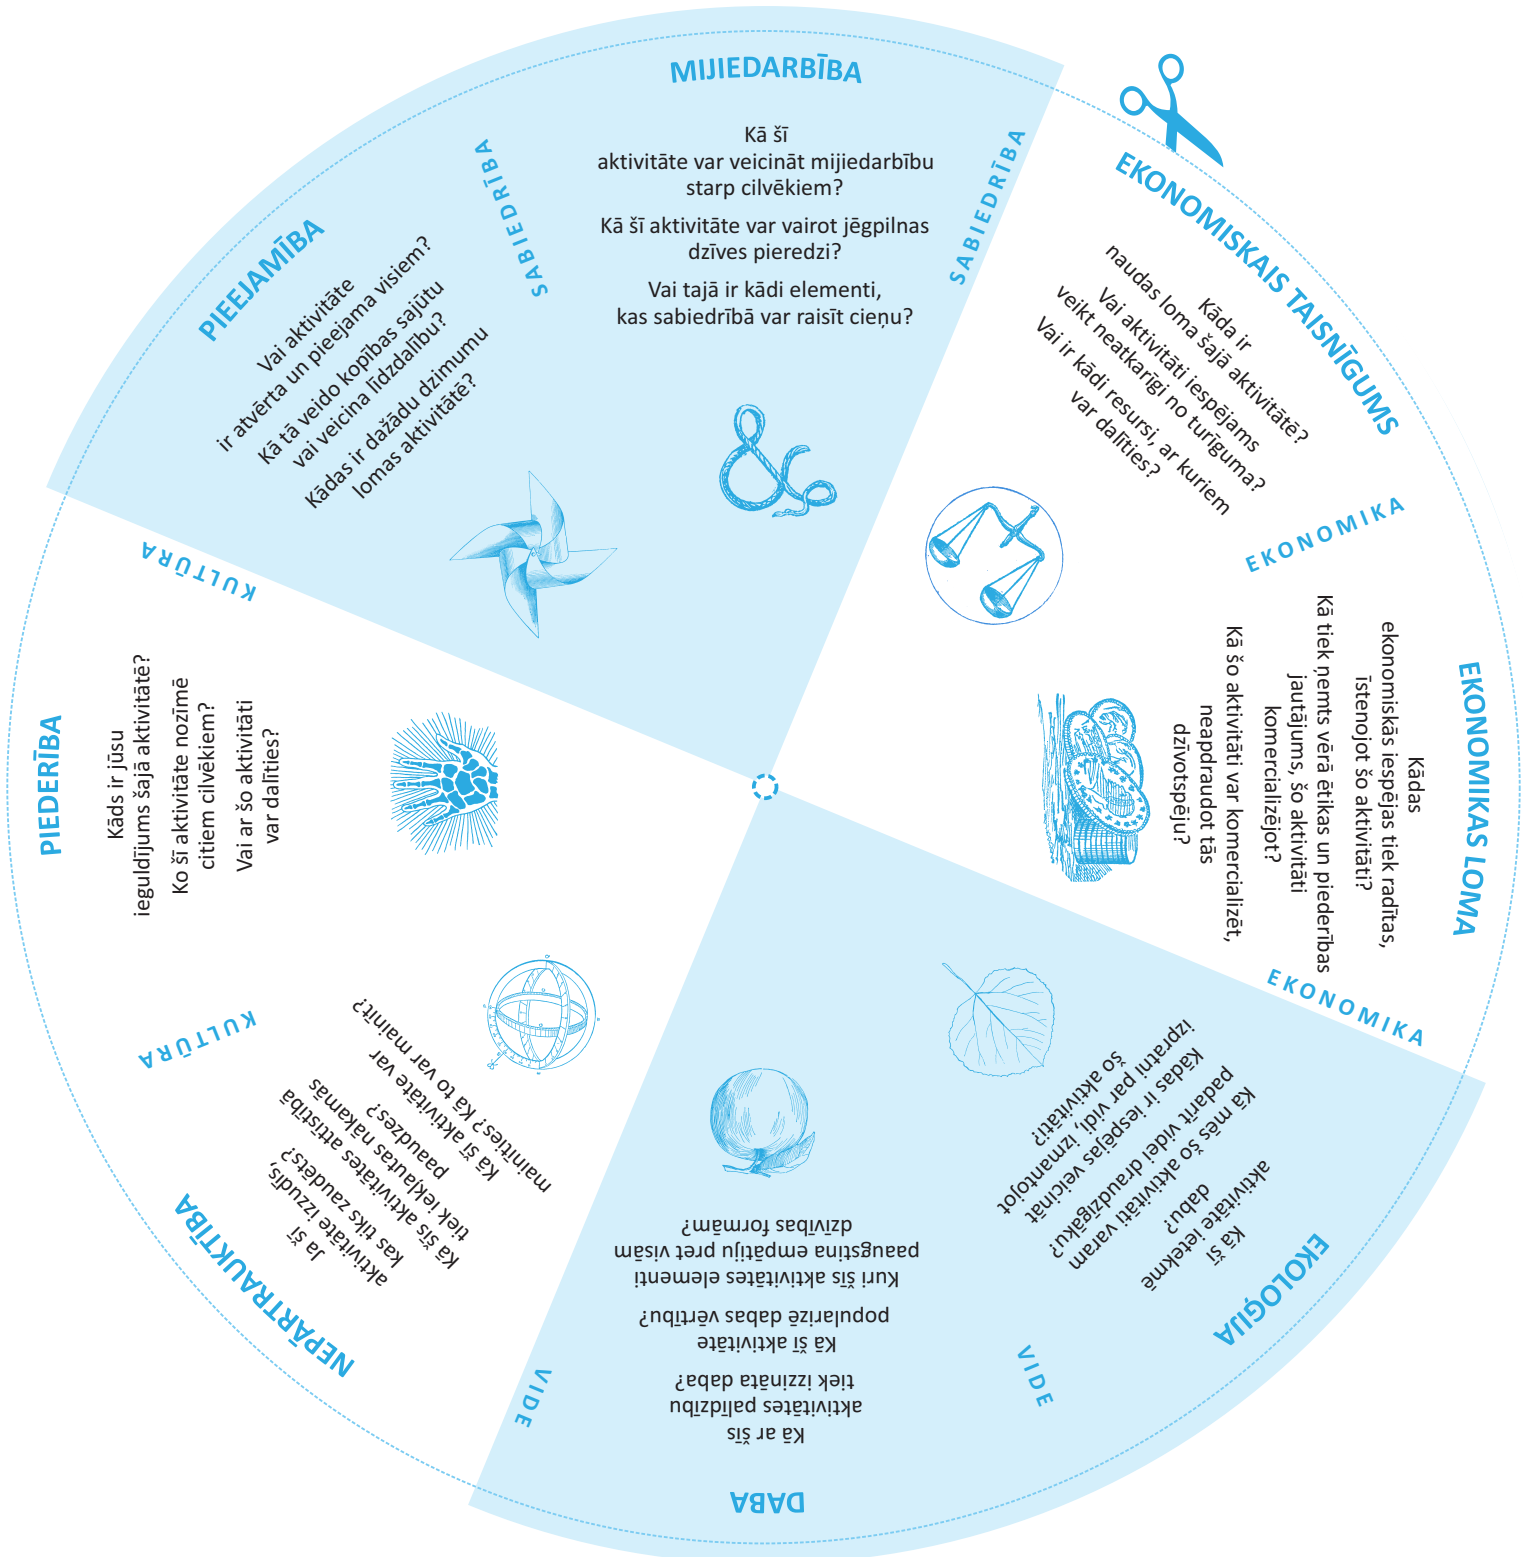 MIJIEDARBĪBA
Kā šī
aktivitāte var veicināt mijiedarbību
starp cilvēkiem?
Kā šī aktivitāte var vairot jēgpilnas
dzīves pieredzi?
Vai tajā ir kādi elementi,
kas sabiedrībā var raisīt cieņu?
SABIEDRĪBA
EKONOMISKAIS TAISNĪGUMS
Kāda ir
naudas loma šajā aktivitātē?
Vai aktivitāti iespējams
veikt neatkarīgi no turīguma?
Vai ir kādi resursi, ar kuriem
var dalīties?
EKONOMIKA
EKONOMIKAS LOMA
Kādas
ekonomiskās iespējas tiek radītas,
īstenojot šo aktivitāti?
Kā tiek ņemts vērā ētikas un piederības
jautājums, šo aktivitāti
komercializējot?
Kā šo aktivitāti var komercializēt,
neapdraudot tās
dzīvotspēju?
EKONOMIKA
EKOLOĢIJA
Kā šī
aktivitāte ietekmē
dabu?
Kā mēs šo aktivitāti varam
padarīt videi draudzīgāku?
Kādas ir iespējas veicināt
izpratni par vidi, izmantojot
šo aktivitāti?
VIDE
DABA
Kā ar šīs
aktivitātes palīdzību
tiek izzināta daba?
Kā šī aktivitāte
popularizē dabas vērtību?
Kuri šīs aktivitātes elementi
paaugstina empātiju pret visām
dzīvības formām?
VIDE
NEPĀRTRAUKTĪBA
Ja šī
aktivitāte izzudīs,
kas tiks zaudēts?
Kā šīs aktivitātes attīstībā
tiek iekļautas nākamās
paaudzes?
Kā šī aktivitāte var
mainīties? Kā to var mainīt?
KULTŪRA
PIEDERĪBA
Kāds ir jūsu
ieguldījums šajā aktivitātē?
Ko šī aktivitāte nozīmē
citiem cilvēkiem?
Vai ar šo aktivitāti
var dalīties?
KULTŪRA
PIEEJAMĪBA
Vai aktivitāte
ir atvērta un pieejama visiem?
Kā tā veido kopības sajūtu
vai veicina līdzdalību?
Kādas ir dažādu dzimumu
lomas aktivitātē?
SABIEDRĪBA